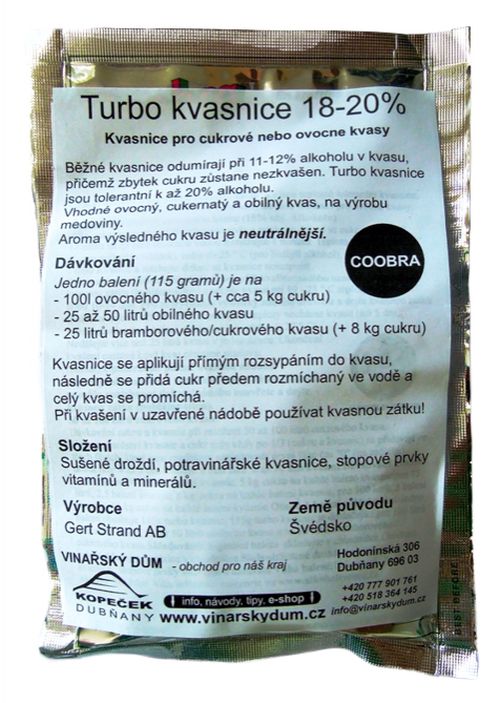 Turbo kvasnice 18-20%
Kvasnice pro cukrové nebo ovocne kvasy
Běžné kvasnice odumírají při 11-12% alkoholu v kvasu,
přičemž zbytek cukru zůstane nezkvašen. Turbo kvasnice
jsou tolerantní k až 20% alkoholu.
Vhodné ovocný, cukernatý a obilný kvas, na výrobu
medoviny.
Aroma výsledného kvasu je neutrálnější.
COOBRA
Dávkování
Jedno balení (115 gramů) je na
- 100l ovocného kvasu (+ cca 5 kg cukru)
- 25 až 50 litrů obilného kvasu
- 25 litrů bramborového/cukrového kvasu (+ 8 kg cukru)
Kvasnice se aplikují přímým rozsypáním do kvasu,
následně se přidá cukr předem rozmíchaný ve vodě a
celý kvas se promíchá.
Při kvašení v uzavřené nádobě používat kvasnou zátku!
Složení
Sušené droždí, potravinářské kvasnice, stopové prvky
vitamínů a minerálů.
Výrobce
Gert Strand AB
Země původu
Švédsko
VINAŘSKÝ DŮM - obchod pro náš kraj
Hodonínská 306
Dubňany 696 03
KOPEČEK
DUBŇANY
info, návody, tipy, e-shop
www.vinarskydum.cz
+420 777 901 761
+420 518 364 145
info@vinarskydum.cz
BEST BEFORE